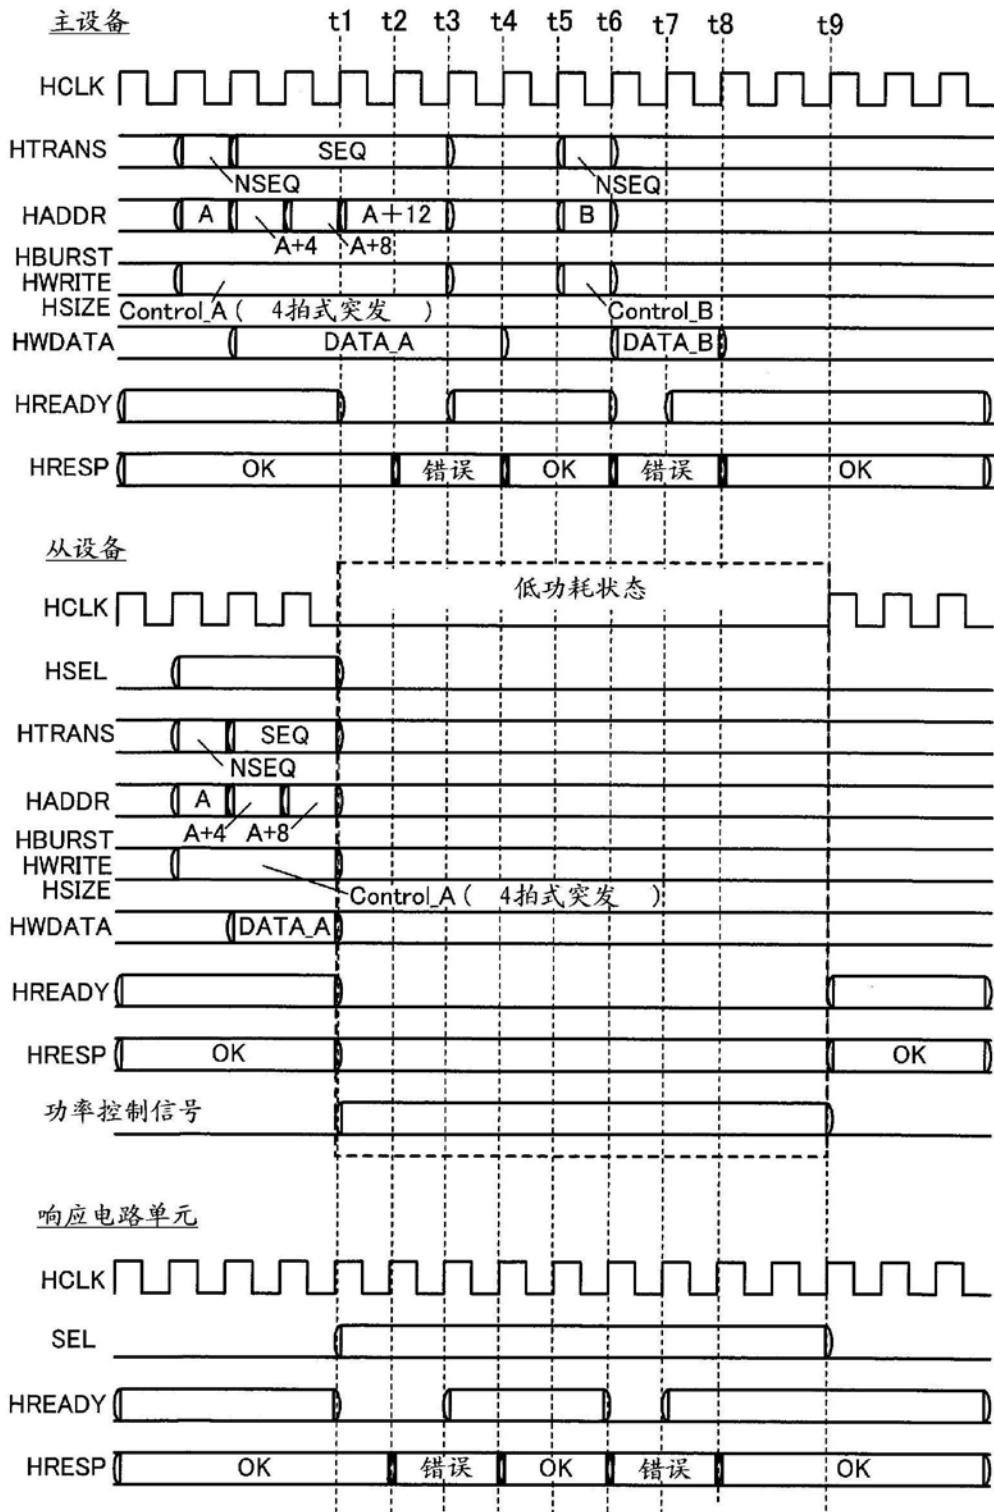 主设备 t1 t2 t3 t4 t5 t6 t7 t8 t9
HCLK
HTRANS SEQ
NSEQ NSEQ
HADDR A A+12 B
A+4 A+8
HBURST
HWRITE
HSIZE Control_A ( 4拍式突发 ) Control_B
HWDATA DATA_A DATA_B
HREADY
HRESP OK 错误 OK 错误 OK
从设备
低功耗状态
HCLK
HSEL
HTRANS SEQ
NSEQ
HADDR A
A+4 A+8
HBURST
HWRITE
HSIZE Control_A ( 4拍式突发 )
HWDATA DATA_A
HREADY
HRESP OK OK
功率控制信号
响应电路单元
HCLK
SEL
HREADY
HRESP OK 错误 OK 错误 OK